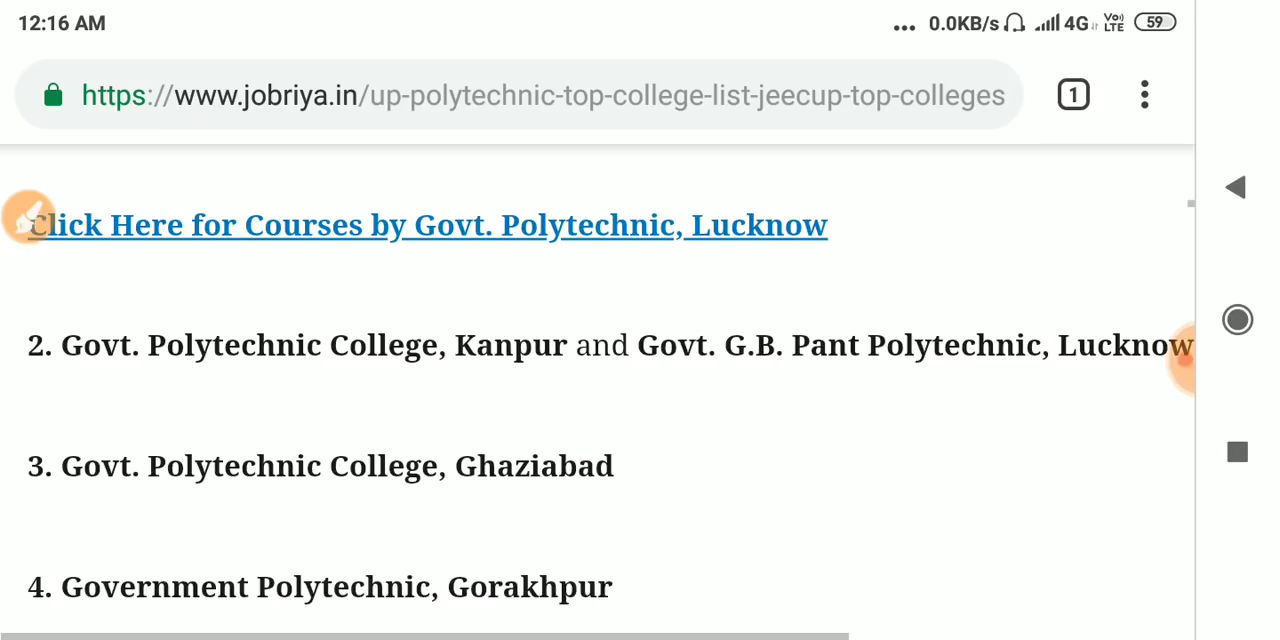 12:16 AM ... 0.0KB/s 4G Vo) LTE 59
https://www.jobriya.in/up-polytechnic-top-college-list-jeecup-top-colleges 1
Click Here for Courses by Govt. Polytechnic, Lucknow
2. Govt. Polytechnic College, Kanpur and Govt. G.B. Pant Polytechnic, Lucknow
3. Govt. Polytechnic College, Ghaziabad
4. Government Polytechnic, Gorakhpur